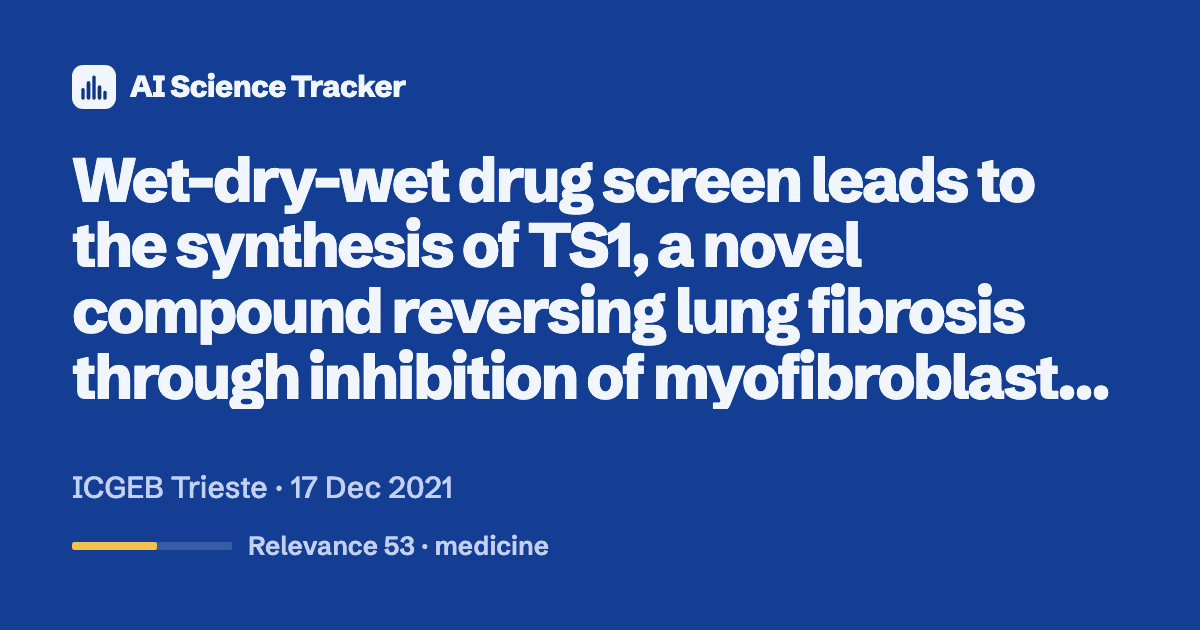 AI Science Tracker
Wet-dry-wet drug screen leads to
the synthesis of TS1, a novel
compound reversing lung fibrosis
through inhibition of myofibroblast...
ICGEB Trieste · 17 Dec 2021
Relevance 53 · medicine